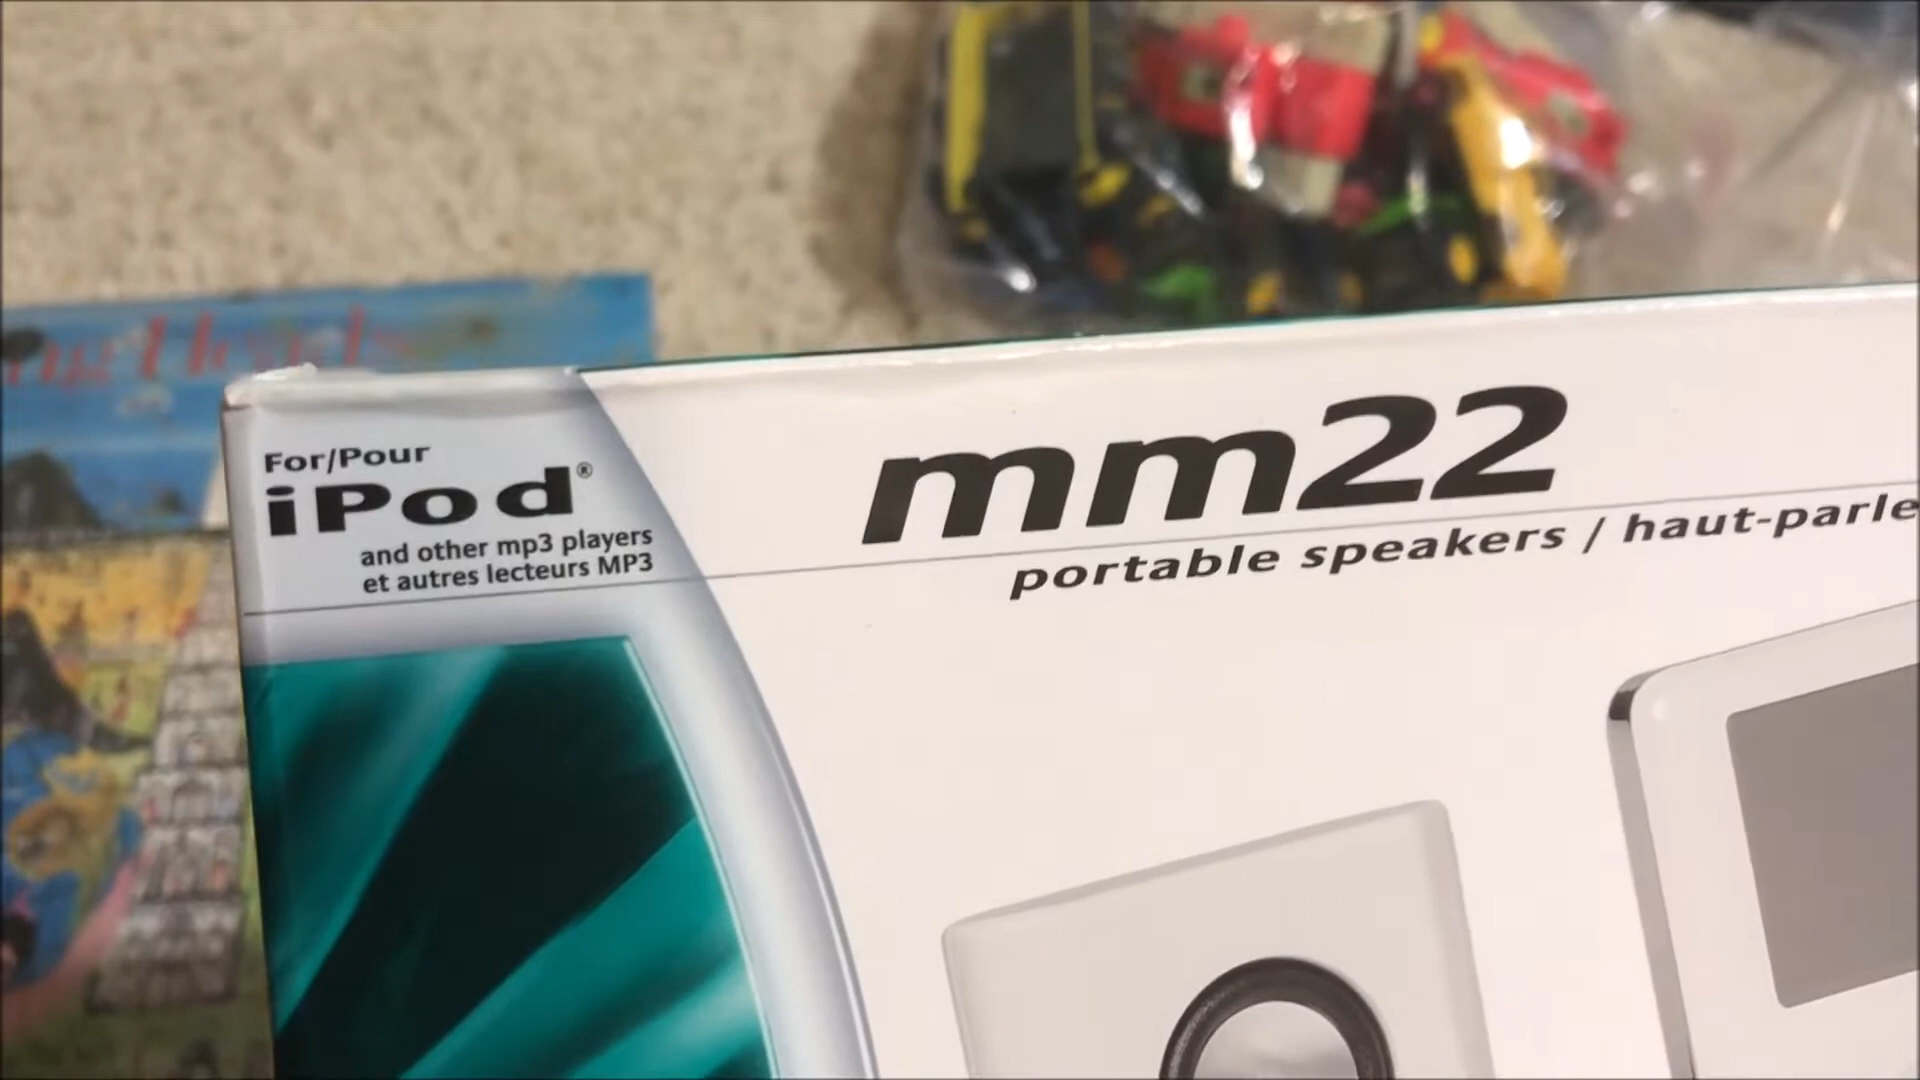 For/Pour
iPod®
and other mp3 players
et autres lecteurs MP3
mm22
portable speakers / haut-parle